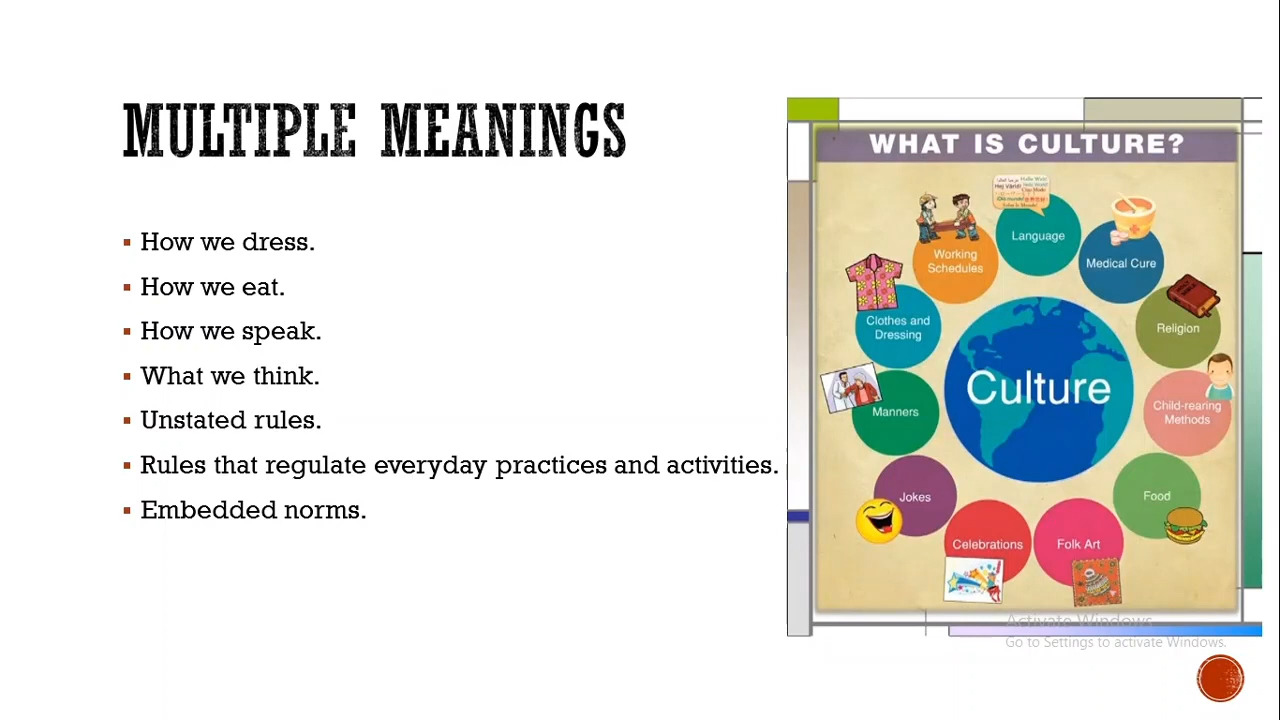 MULTIPLE MEANINGS
How we dress.
How we eat.
How we speak.
What we think.
Unstated rules.
Rules that regulate everyday practices and activities.
Embedded norms.
WHAT IS CULTURE?
Language
Medical Cure
Religion
Child-rearing
Methods
Food
Folk Art
Celebrations
Jokes
Manners
Clothes and
Dressing
Working
Schedules
Culture
Activate Windows
Go to Settings to activate Windows.